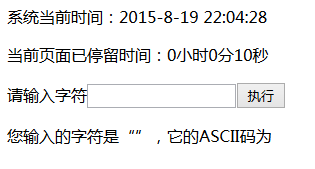 系统当前时间：2015-8-19 22:04:28
当前页面已停留时间：0小时0分10秒
请输入字符 执行
您输入的字符是“”，它的ASCII码为